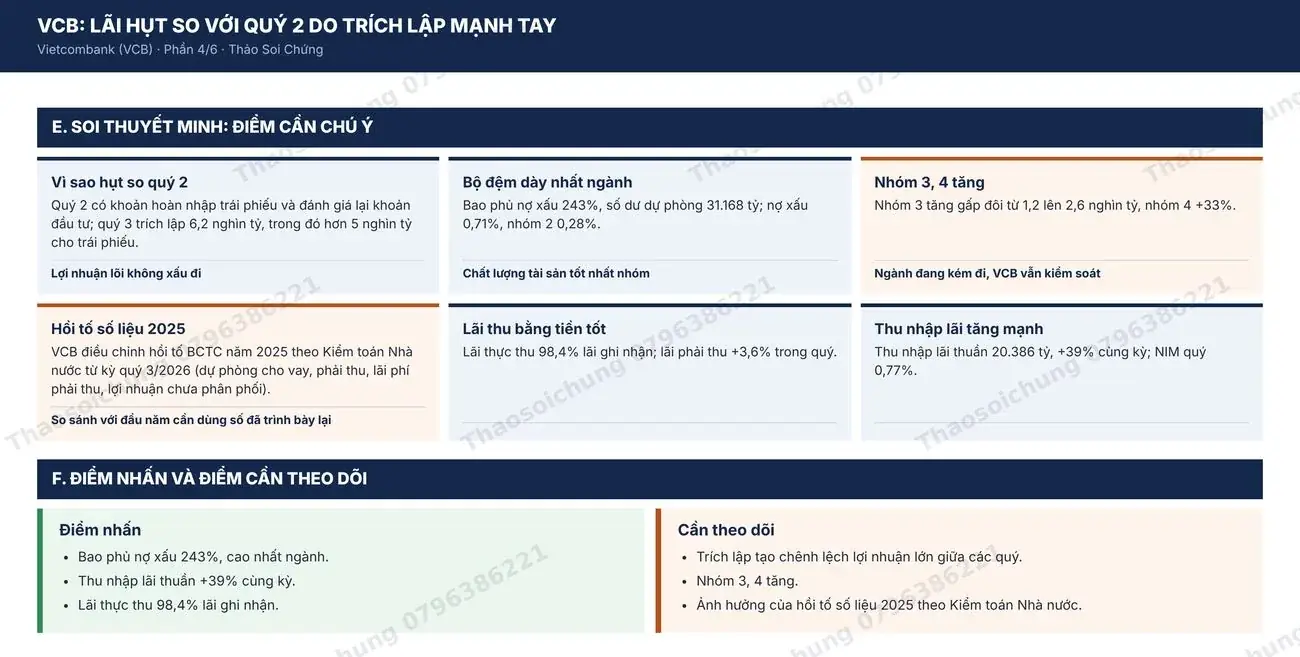 VCB: LÃI HỤT SO VỚI QUÝ 2 DO TRÍCH LẬP MẠNH TAY
Vietcombank (VCB) · Phần 4/6 · Thảo Soi Chứng
E. SOI THUYẾT MINH: ĐIỂM CẦN CHÚ Ý
Vì sao hụt so quý 2
Quý 2 có khoản hoàn nhập trái phiếu và đánh giá lại khoản
đầu tư; quý 3 trích lập 6,2 nghìn tỷ, trong đó hơn 5 nghìn tỷ
cho trái phiếu.
Lợi nhuận lõi không xấu đi
Bộ đệm dày nhất ngành
Bao phủ nợ xấu 243%, số dư dự phòng 31.168 tỷ; nợ xấu
0,71%, nhóm 2 0,28%.
Chất lượng tài sản tốt nhất nhóm
Nhóm 3, 4 tăng
Nhóm 3 tăng gấp đôi từ 1,2 lên 2,6 nghìn tỷ, nhóm 4 +33%.
Ngành đang kém đi, VCB vẫn kiểm soát
Hồi tố số liệu 2025
VCB điều chỉnh hồi tố BCTC năm 2025 theo Kiểm toán Nhà
nước từ kỳ quý 3/2026 (dự phòng cho vay, phải thu, lãi phí
phải thu, lợi nhuận chưa phân phối).
So sánh với đầu năm cần dùng số đã trình bày lại
Lãi thu bằng tiền tốt
Lãi thực thu 98,4% lãi ghi nhận; lãi phải thu +3,6% trong quý.
Thu nhập lãi tăng mạnh
Thu nhập lãi thuần 20.386 tỷ, +39% cùng kỳ; NIM quý
0,77%.
F. ĐIỂM NHẤN VÀ ĐIỂM CẦN THEO DÕI
Điểm nhấn
• Bao phủ nợ xấu 243%, cao nhất ngành.
• Thu nhập lãi thuần +39% cùng kỳ.
• Lãi thực thu 98,4% lãi ghi nhận.
Cần theo dõi
• Trích lập tạo chênh lệch lợi nhuận lớn giữa các quý.
• Nhóm 3, 4 tăng.
• Ảnh hưởng của hồi tố số liệu 2025 theo Kiểm toán Nhà nước.
Thaosoichung 0796386221